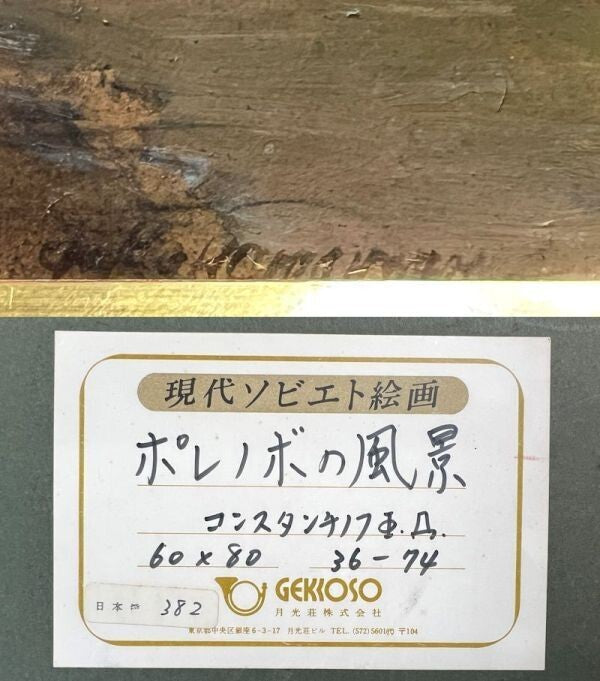 現代ソビエト絵画
ポレノボの風景
コンスタンチノフ
60×80 36-74
GEKKOSO
月光荘株式会社
日本 382
東京都中央区銀座6-3-17 月光荘ビル TEL. (572) 5601代 〒104